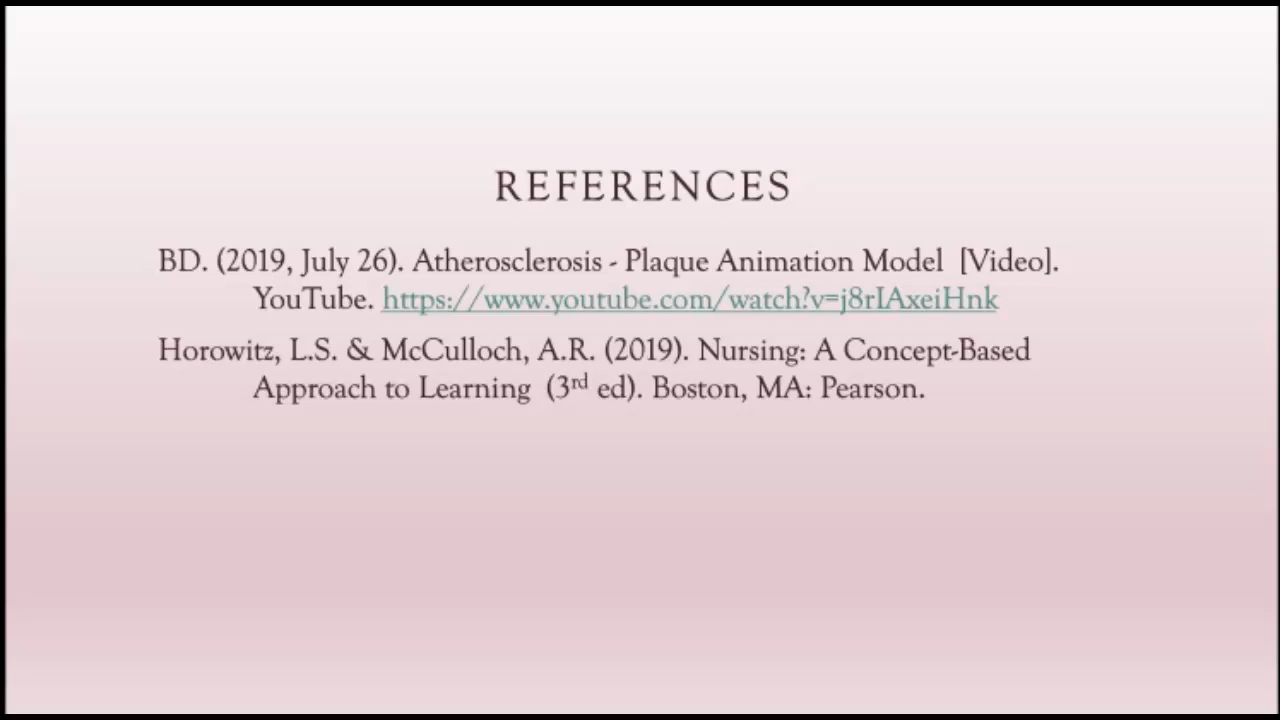 REFERENCES
BD. (2019, July 26). Atherosclerosis - Plaque Animation Model [Video].
YouTube. https://www.youtube.com/watch?v=j8rIAxeiHnk
Horowitz, L.S. & McCulloch, A.R. (2019). Nursing: A Concept-Based
Approach to Learning (3rd ed). Boston, MA: Pearson.